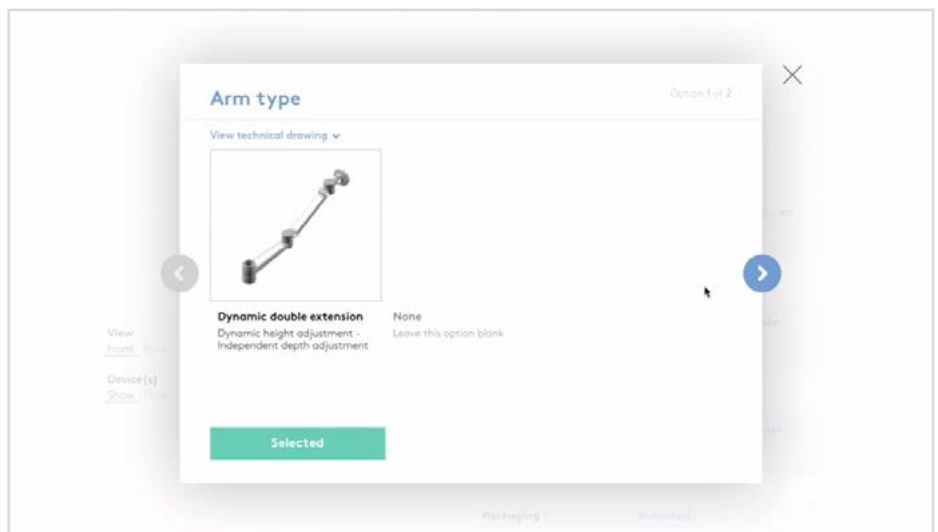 Arm type
Option 1 of 2
View technical drawing
Dynamic double extension
Dynamic height adjustment -
Independent depth adjustment
None
Leave this option blank
View
Front
Device(s)
Show Hide
Selected
Packaging Individual